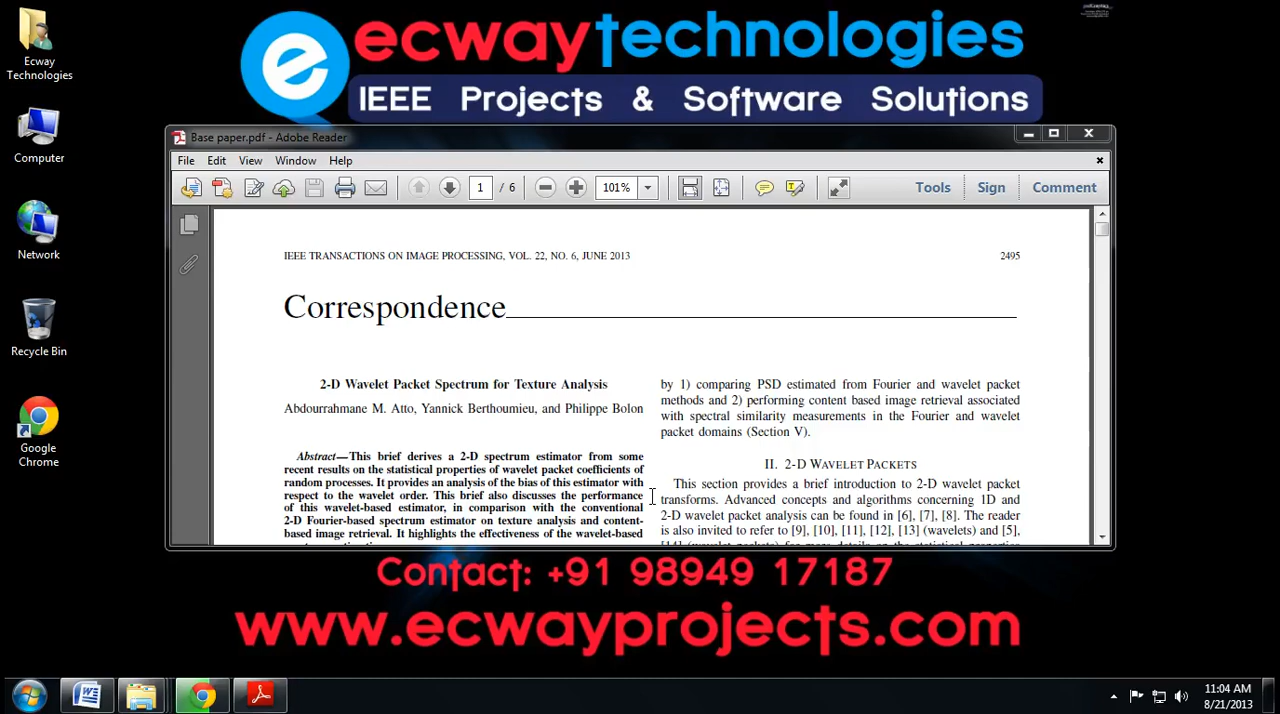 ecwaytechnologies
IEEE Projects & Software Solutions
Ecway
Technologies
Computer
Network
Recycle Bin
Google
Chrome
Base paper.pdf - Adobe Reader
File Edit View Window Help
1 / 6 101% Tools Sign Comment
IEEE TRANSACTIONS ON IMAGE PROCESSING, VOL. 22, NO. 6, JUNE 2013 2495
Correspondence
2-D Wavelet Packet Spectrum for Texture Analysis
Abdourrahmane M. Atto, Yannick Berthoumieu, and Philippe Bolon
Abstract—This brief derives a 2-D spectrum estimator from some
recent results on the statistical properties of wavelet packet coefficients of
random processes. It provides an analysis of the bias of this estimator with
respect to the wavelet order. This brief also discusses the performance
of this wavelet-based estimator, in comparison with the conventional
2-D Fourier-based spectrum estimator on texture analysis and content-
based image retrieval. It highlights the effectiveness of the wavelet-based
by 1) comparing PSD estimated from Fourier and wavelet packet
methods and 2) performing content based image retrieval associated
with spectral similarity measurements in the Fourier and wavelet
packet domains (Section V).
II. 2-D WAVELET PACKETS
This section provides a brief introduction to 2-D wavelet packet
transforms. Advanced concepts and algorithms concerning 1D and
2-D wavelet packet analysis can be found in [6], [7], [8]. The reader
is also invited to refer to [9], [10], [11], [12], [13] (wavelets) and [5],
Contact: +91 98949 17187
www.ecwayprojects.com
11:04 AM
8/21/2013